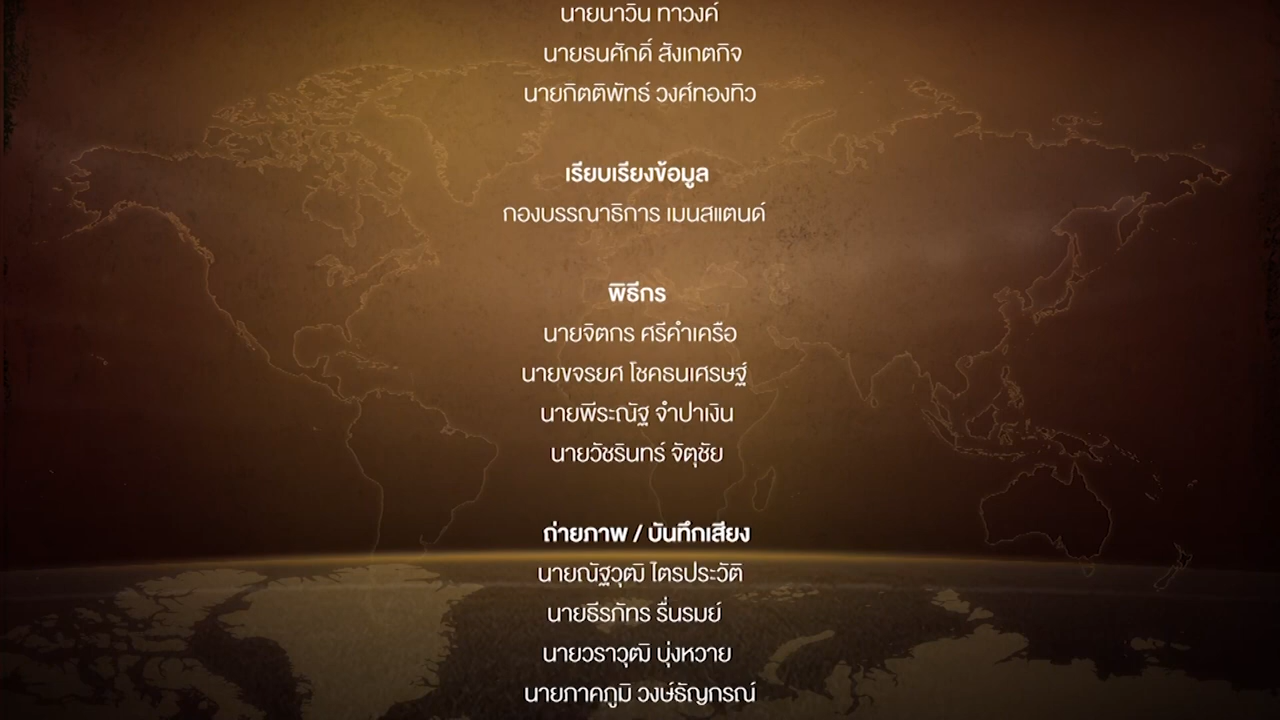 นายนาวิน ทาวงค์
นายธนศักดิ์ สังเกตกิจ
นายกิตติพัทธ์ วงศ์ทองทิว
เรียบเรียงข้อมูล
กองบรรณาธิการ เมนสแตนด์
พิธีกร
นายจิตกร ศรีคำเครือ
นายขจรยศ โชคธนเศรษฐ์
นายพีระณัฐ จำปาเงิน
นายวัชรินทร์ จัตุชัย
ถ่ายภาพ / บันทึกเสียง
นายณัฐวุฒิ ไตรประวัติ
นายธีรภัทร รื่นรมย์
นายวราวุฒิ บุ่งหวาย
นายภาคภูมิ วงษ์ธัญกรณ์